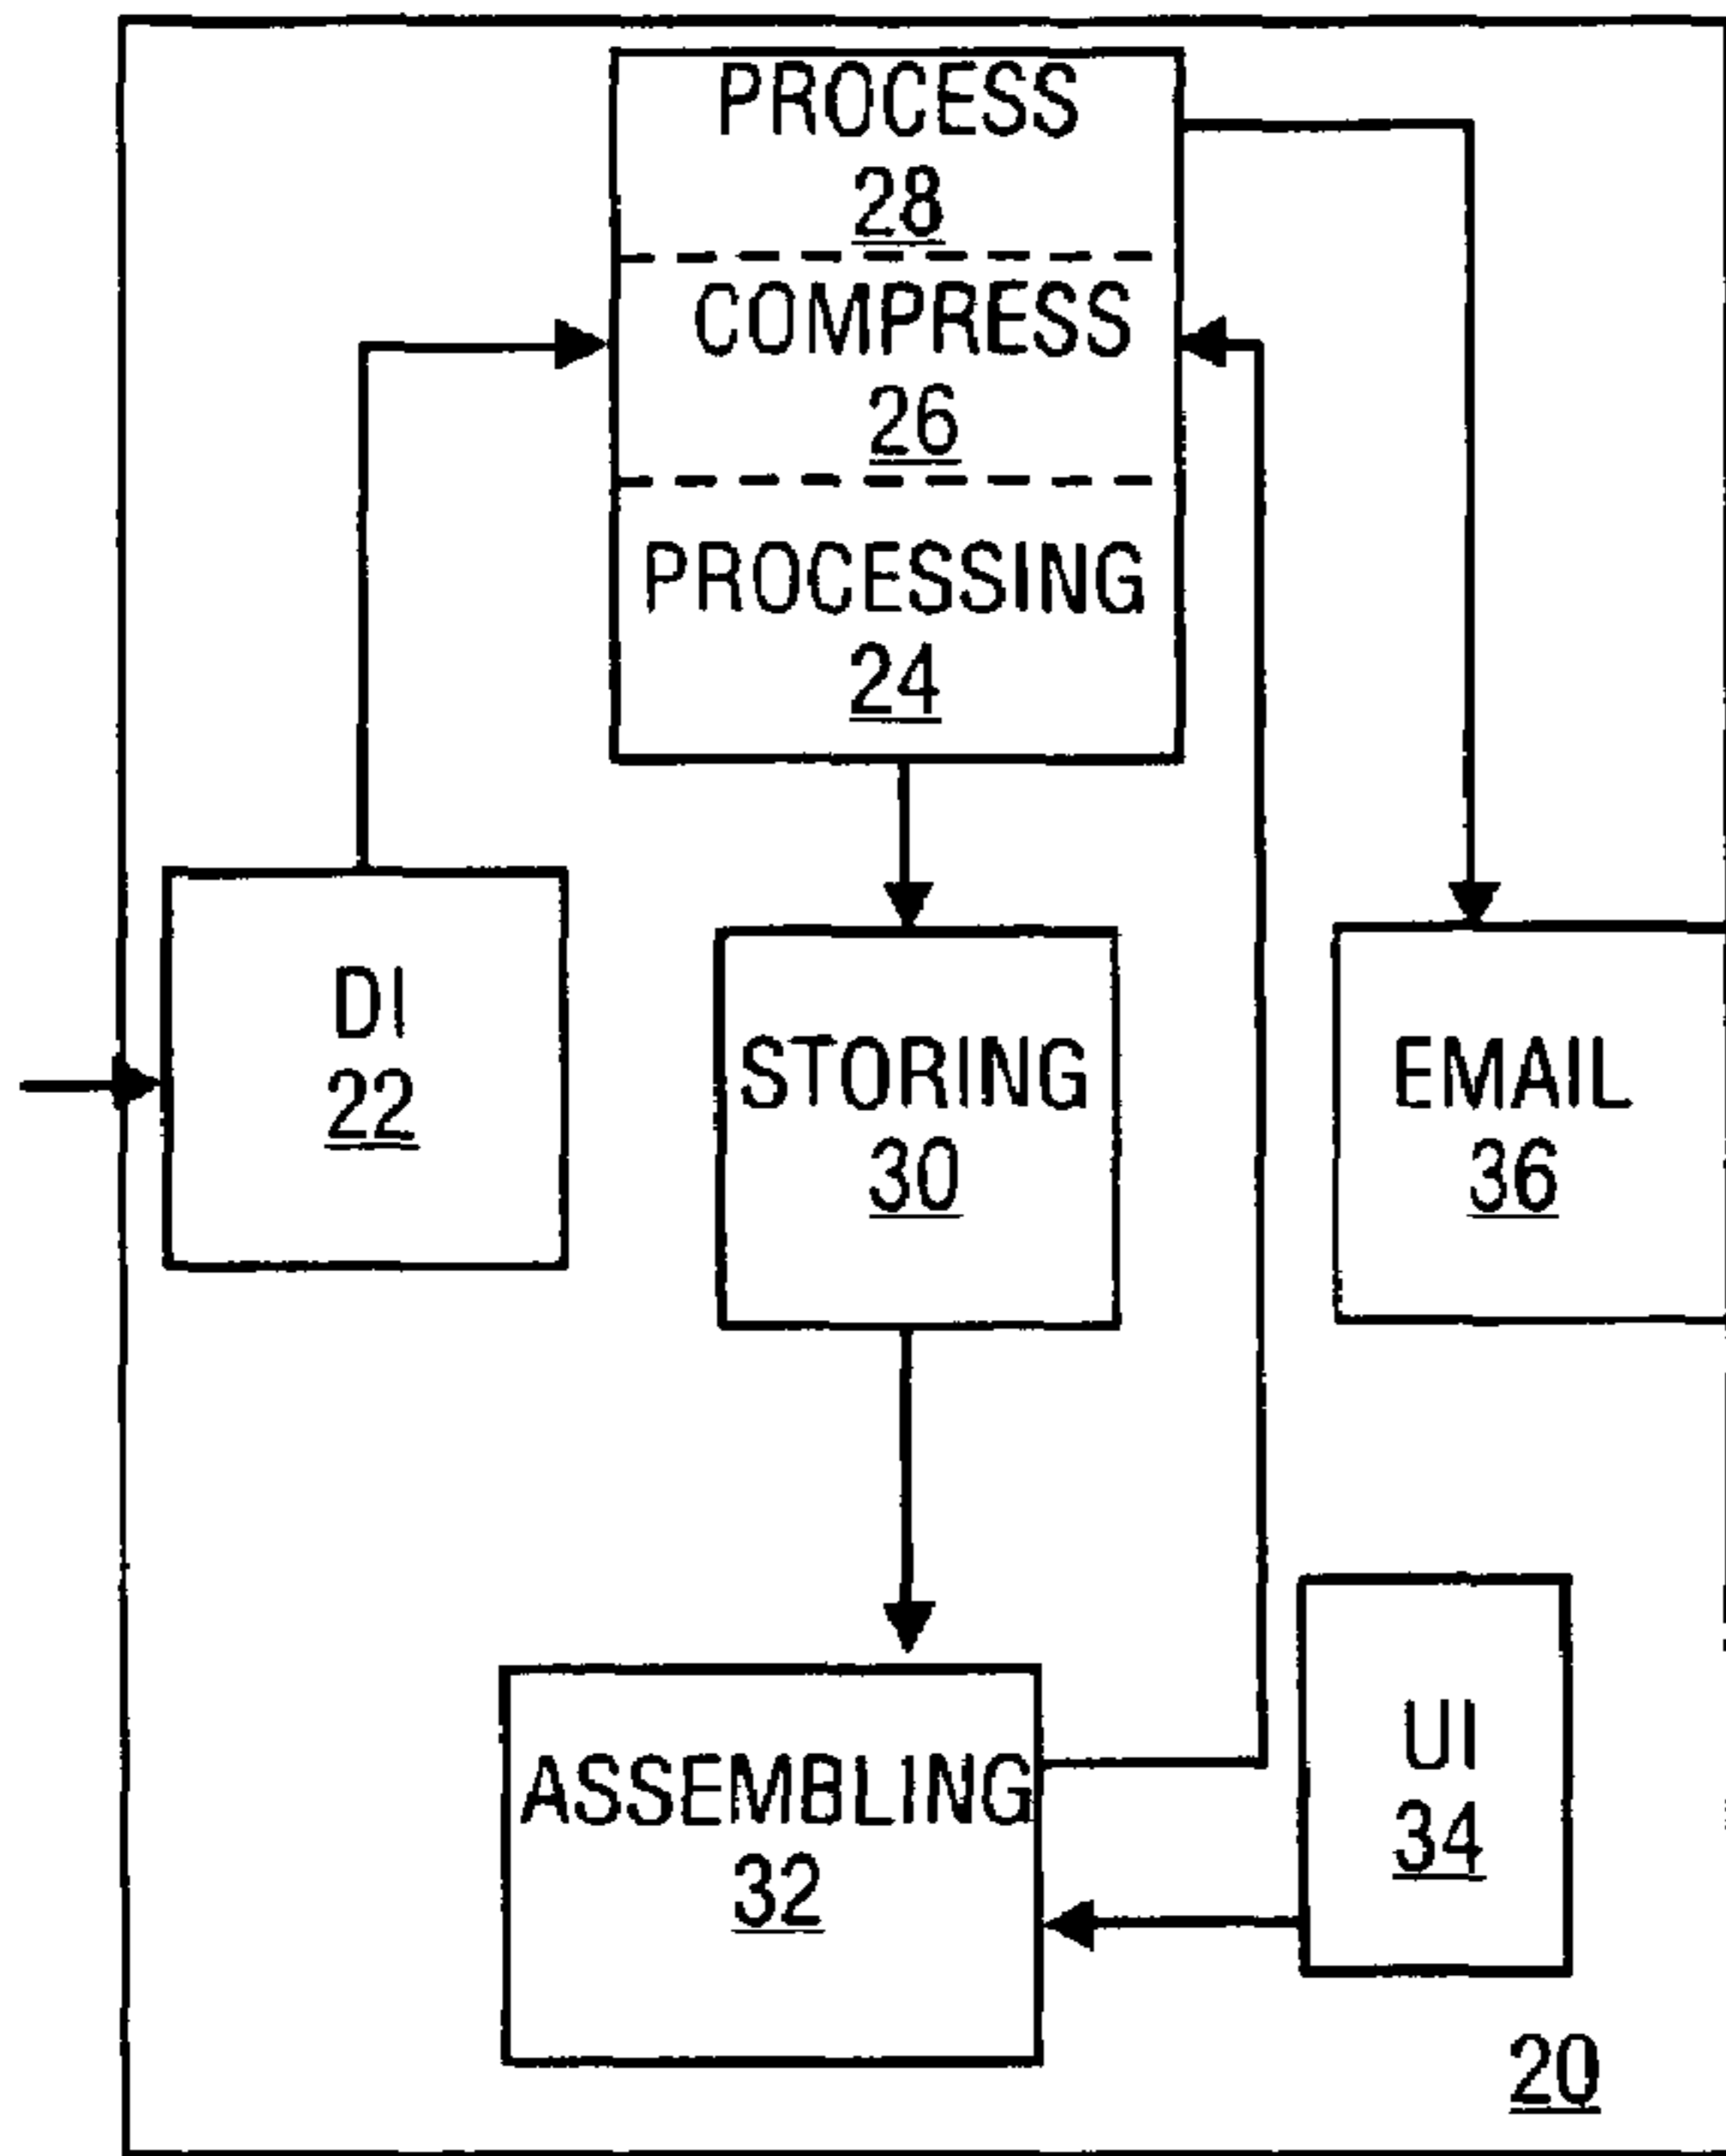 PROCESS
28
COMPRESS
26
PROCESSING
24
DI
22
STORING
30
EMAIL
36
ASSEMBLING
32
UI
34
20